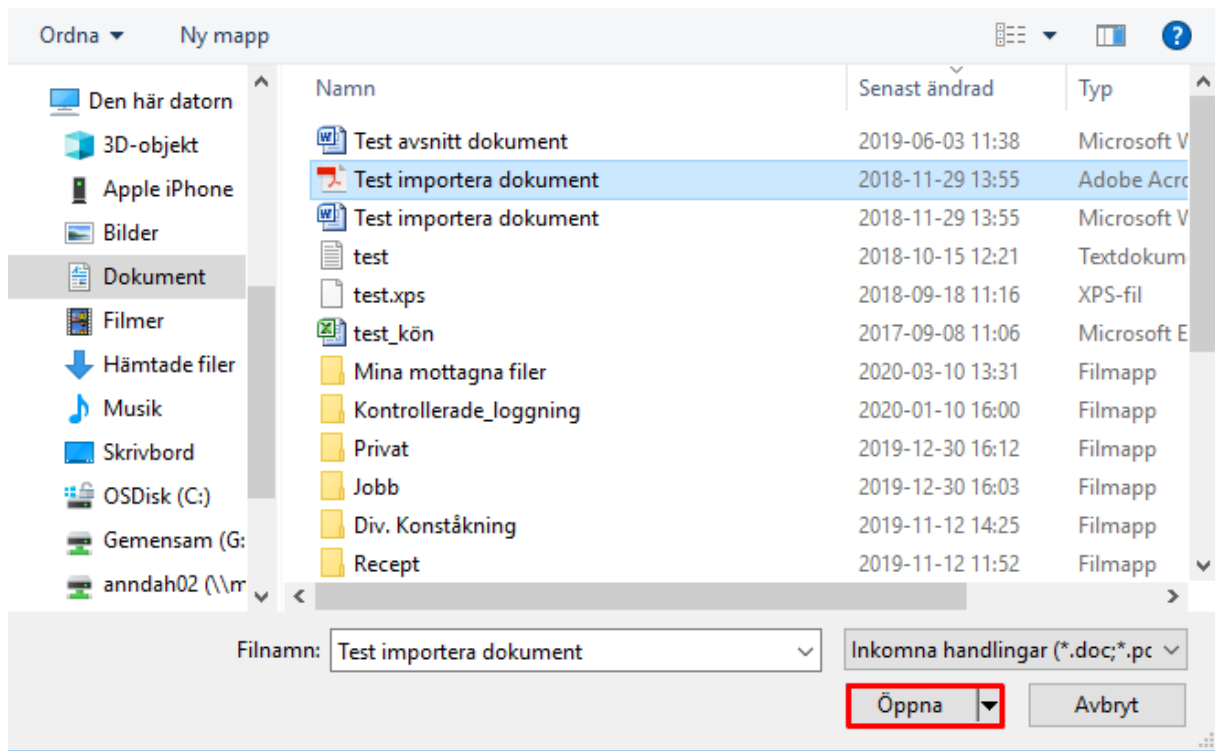 Ordna Ny mapp
Namn Senast ändrad Typ
Den här datorn
3D-objekt
Apple iPhone
Bilder
Dokument
Filmer
Hämtade filer
Musik
Skrivbord
OSDisk (C:)
Gemensam (G:
anndah02 (\\m
Test avsnitt dokument 2019-06-03 11:38 Microsoft W
Test importera dokument 2018-11-29 13:55 Adobe Acro
Test importera dokument 2018-11-29 13:55 Microsoft W
test 2018-10-15 12:21 Textdokum
test.xps 2018-09-18 11:16 XPS-fil
test_kön 2017-09-08 11:06 Microsoft E
Mina mottagna filer 2020-03-10 13:31 Filmapp
Kontrollerade_loggning 2020-01-10 16:00 Filmapp
Privat 2019-12-30 16:12 Filmapp
Jobb 2019-12-30 16:03 Filmapp
Div. Konståkning 2019-11-12 14:25 Filmapp
Recept 2019-11-12 11:52 Filmapp
Filnamn: Test importera dokument Inkomna handlingar (*.doc;*.pc
Öppna Avbryt